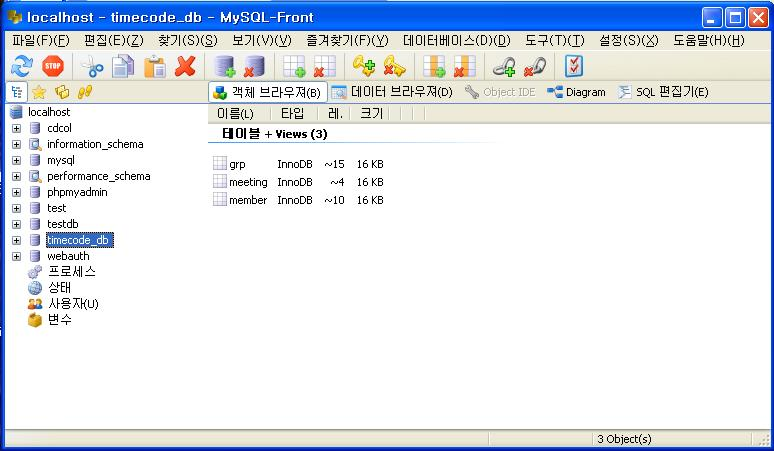 localhost - timecode_db - MySQL-Front
파일(F)(F) 편집(E)(Z) 찾기(S)(S) 보기(V)(V) 즐겨찾기(F)(Y) 데이터베이스(D)(D) 도구(T)(T) 설정(S)(X) 도움말(H)(H)
STOP
객체 브라우져(B) 데이터 브라우져(D) Object IDE Diagram SQL 편집기(E)
localhost
cdcol
information_schema
mysql
performance_schema
phpmyadmin
test
testdb
timecode_db
webauth
프로세스
상태
사용자(U)
변수
이름(L) 타입 레. 크기
테이블 + Views (3)
grp InnoDB ~15 16 KB
meeting InnoDB ~4 16 KB
member InnoDB ~10 16 KB
3 Object(s)